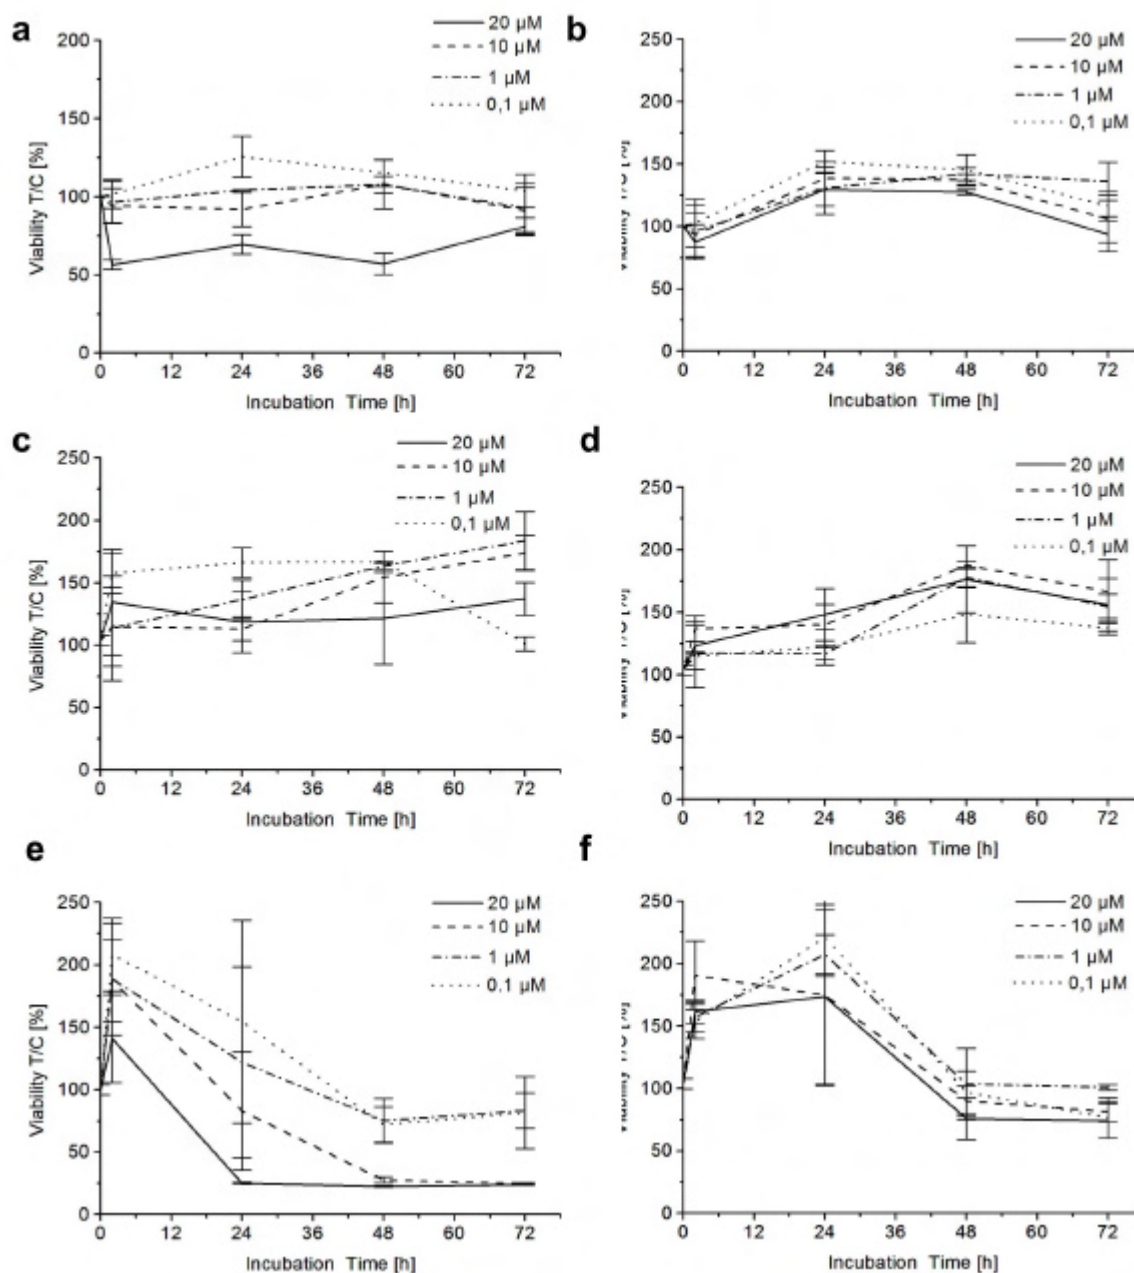 a
20 µM
10 µM
1 µM
0,1 µM
Viability T/C [%]
200
150
100
50
0
0 12 24 36 48 60 72
Incubation Time [h]
b
20 µM
10 µM
1 µM
0,1 µM
250
200
150
100
50
0
0 12 24 36 48 60 72
Incubation Time [h]
c
20 µM
10 µM
1 µM
0,1 µM
Viability T/C [%]
250
200
150
100
50
0
0 12 24 36 48 60 72
Incubation Time [h]
d
20 µM
10 µM
1 µM
0,1 µM
250
200
150
100
50
0
0 12 24 36 48 60 72
Incubation Time [h]
e
20 µM
10 µM
1 µM
0,1 µM
Viability T/C [%]
250
200
150
100
50
0
0 12 24 36 48 60 72
Incubation Time [h]
f
20 µM
10 µM
1 µM
0,1 µM
250
200
150
100
50
0
0 12 24 36 48 60 72
Incubation Time [h]